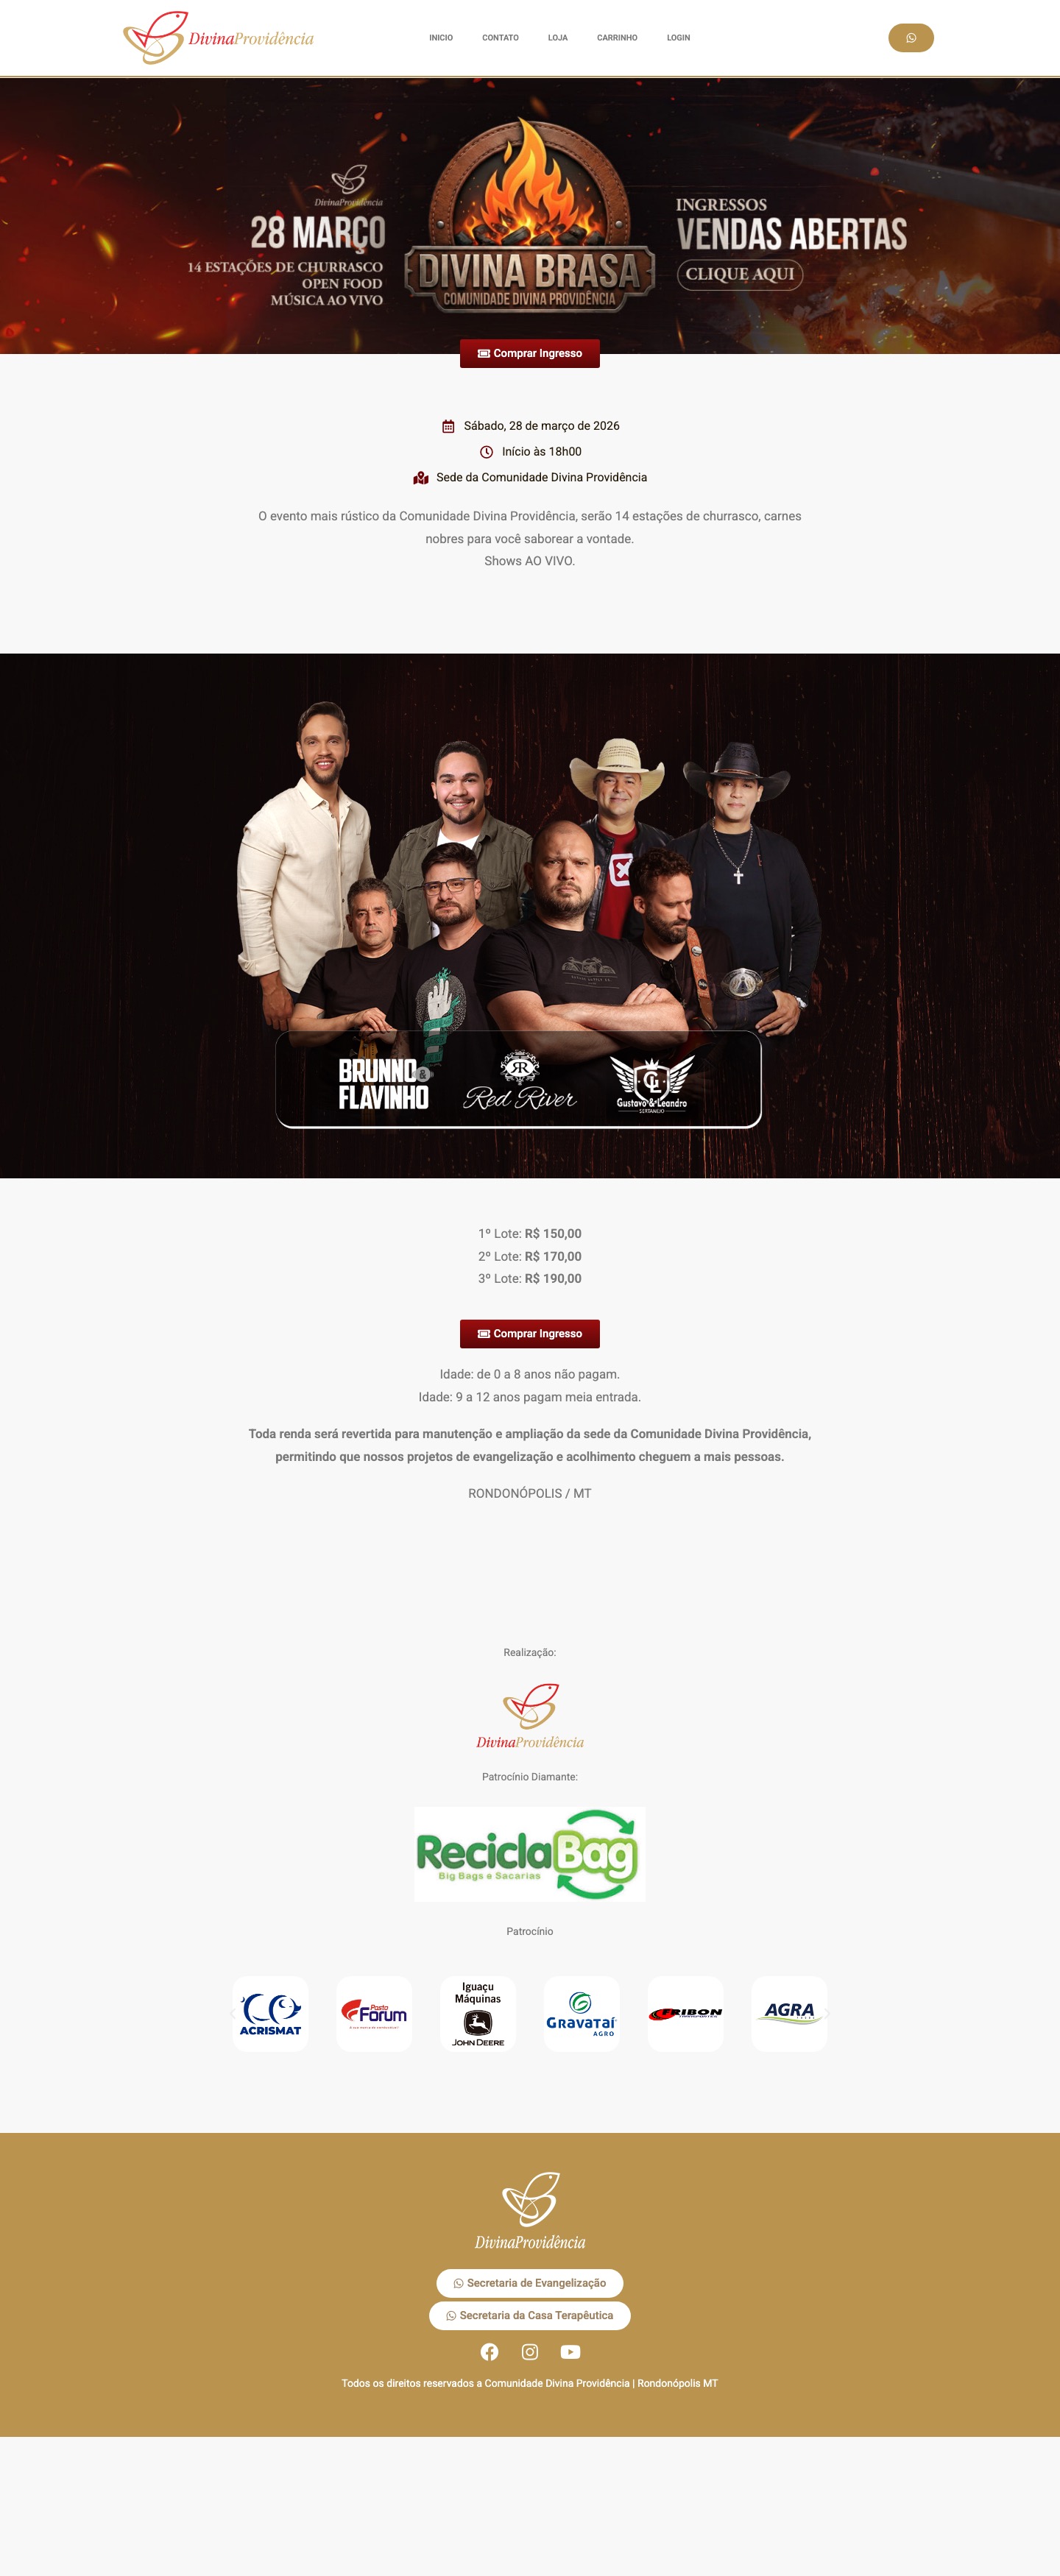 DivinaProvidência
INICIO
CONTATO
LOJA
CARRINHO
LOGIN
DivinaProvidência
28 MARÇO
14 ESTAÇÕES DE CHURRASCO
OPEN FOOD
MÚSICA AO VIVO
DIVINA BRASA
COMUNIDADE DIVINA PROVIDÊNCIA
INGRESSOS
VENDAS ABERTAS
CLIQUE AQUI
Comprar Ingresso
Sábado, 28 de março de 2026
Início às 18h00
Sede da Comunidade Divina Providência
O evento mais rústico da Comunidade Divina Providência, serão 14 estações de churrasco, carnes
nobres para você saborear a vontade.
Shows AO VIVO.
BRUNNO &
FLAVINHO
RR
Red River
GL
Gustavo & Leandro
SERTANEJO
1º Lote: R$ 150,00
2º Lote: R$ 170,00
3º Lote: R$ 190,00
Comprar Ingresso
Idade: de 0 a 8 anos não pagam.
Idade: 9 a 12 anos pagam meia entrada.
Toda renda será revertida para manutenção e ampliação da sede da Comunidade Divina Providência,
permitindo que nossos projetos de evangelização e acolhimento cheguem a mais pessoas.
RONDONÓPOLIS / MT
Realização:
DivinaProvidência
Patrocínio Diamante:
ReciclaBag
Big Bags e Sacarias
Patrocínio
ACRISMAT
Posto
Forum
Iguaçu
Máquinas
JOHN DEERE
Gravataí
AGRO
FRIBON
AGRA
DivinaProvidência
Secretaria de Evangelização
Secretaria da Casa Terapêutica
Todos os direitos reservados a Comunidade Divina Providência | Rondonópolis MT